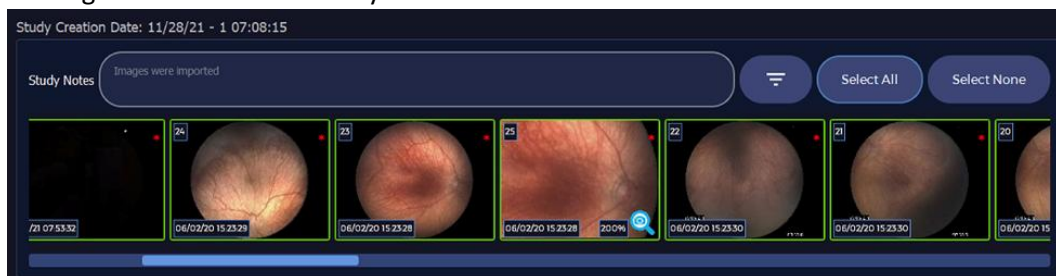 Study Creation Date: 11/28/21 - 1 07:08:15
Study Notes
Images were imported
Select All
Select None
24
23
25
22
21
20
/21 07 53:32
06/02/20 15:23:29
06/02/20 15:23:28
06/02/20 15:23:28
200%
06/02/20 15:23:30
06/02/20 15:23:30
06/02/20 15